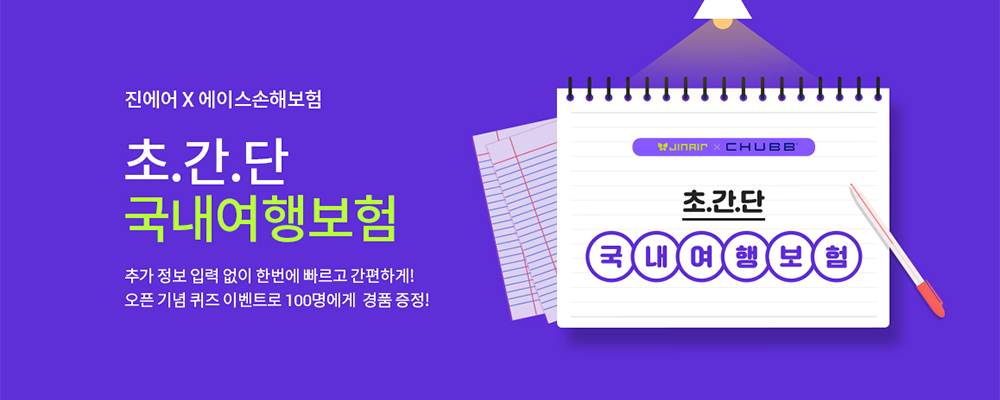 진에어 X 에이스손해보험
초.간.단
국내여행보험
추가 정보 입력 없이 한번에 빠르고 간편하게!
오픈 기념 퀴즈 이벤트로 100명에게 경품 증정!
JINAIR × CHUBB
초.간.단
국내여행보험